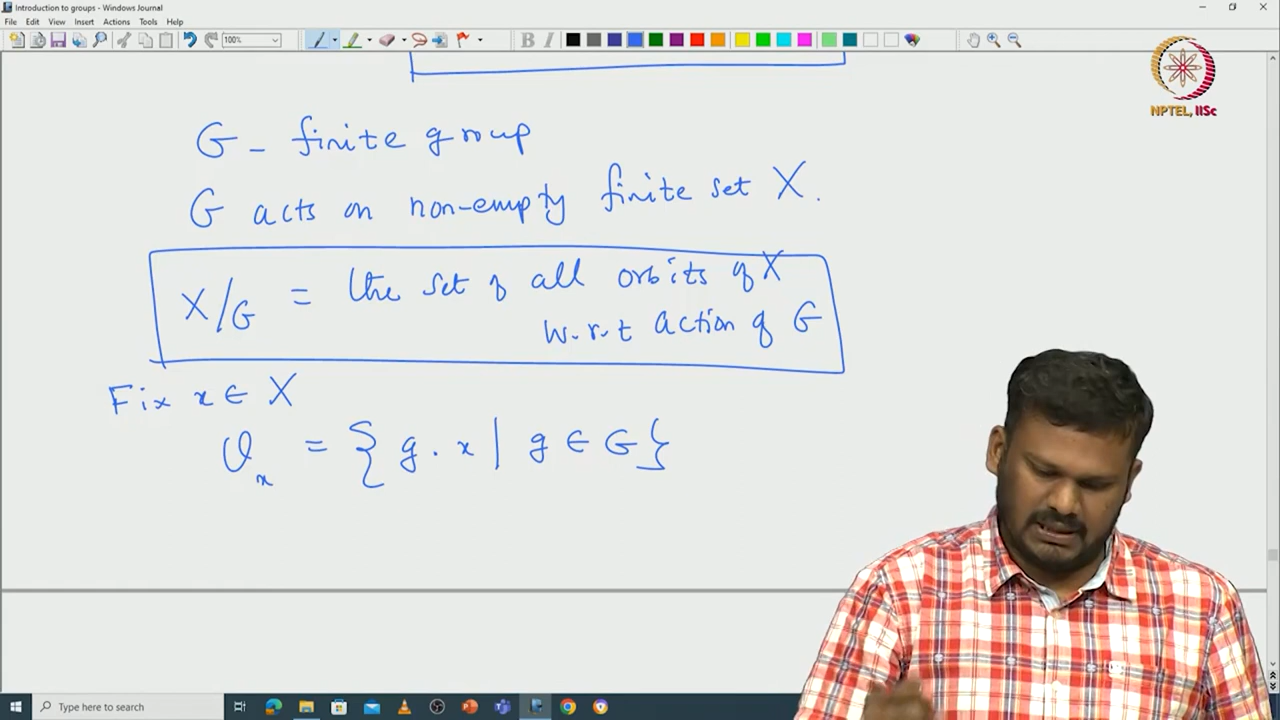 Introduction to groups - Windows Journal
File Edit View Insert Actions Tools Help
100%
B I
NPTEL, IISc
G - finite group
G acts on non-empty finite set X.
X/G = the set of all orbits of X
w.r.t action of G
Fix x ∈ X
O_x = { g . x | g ∈ G }
Type here to search